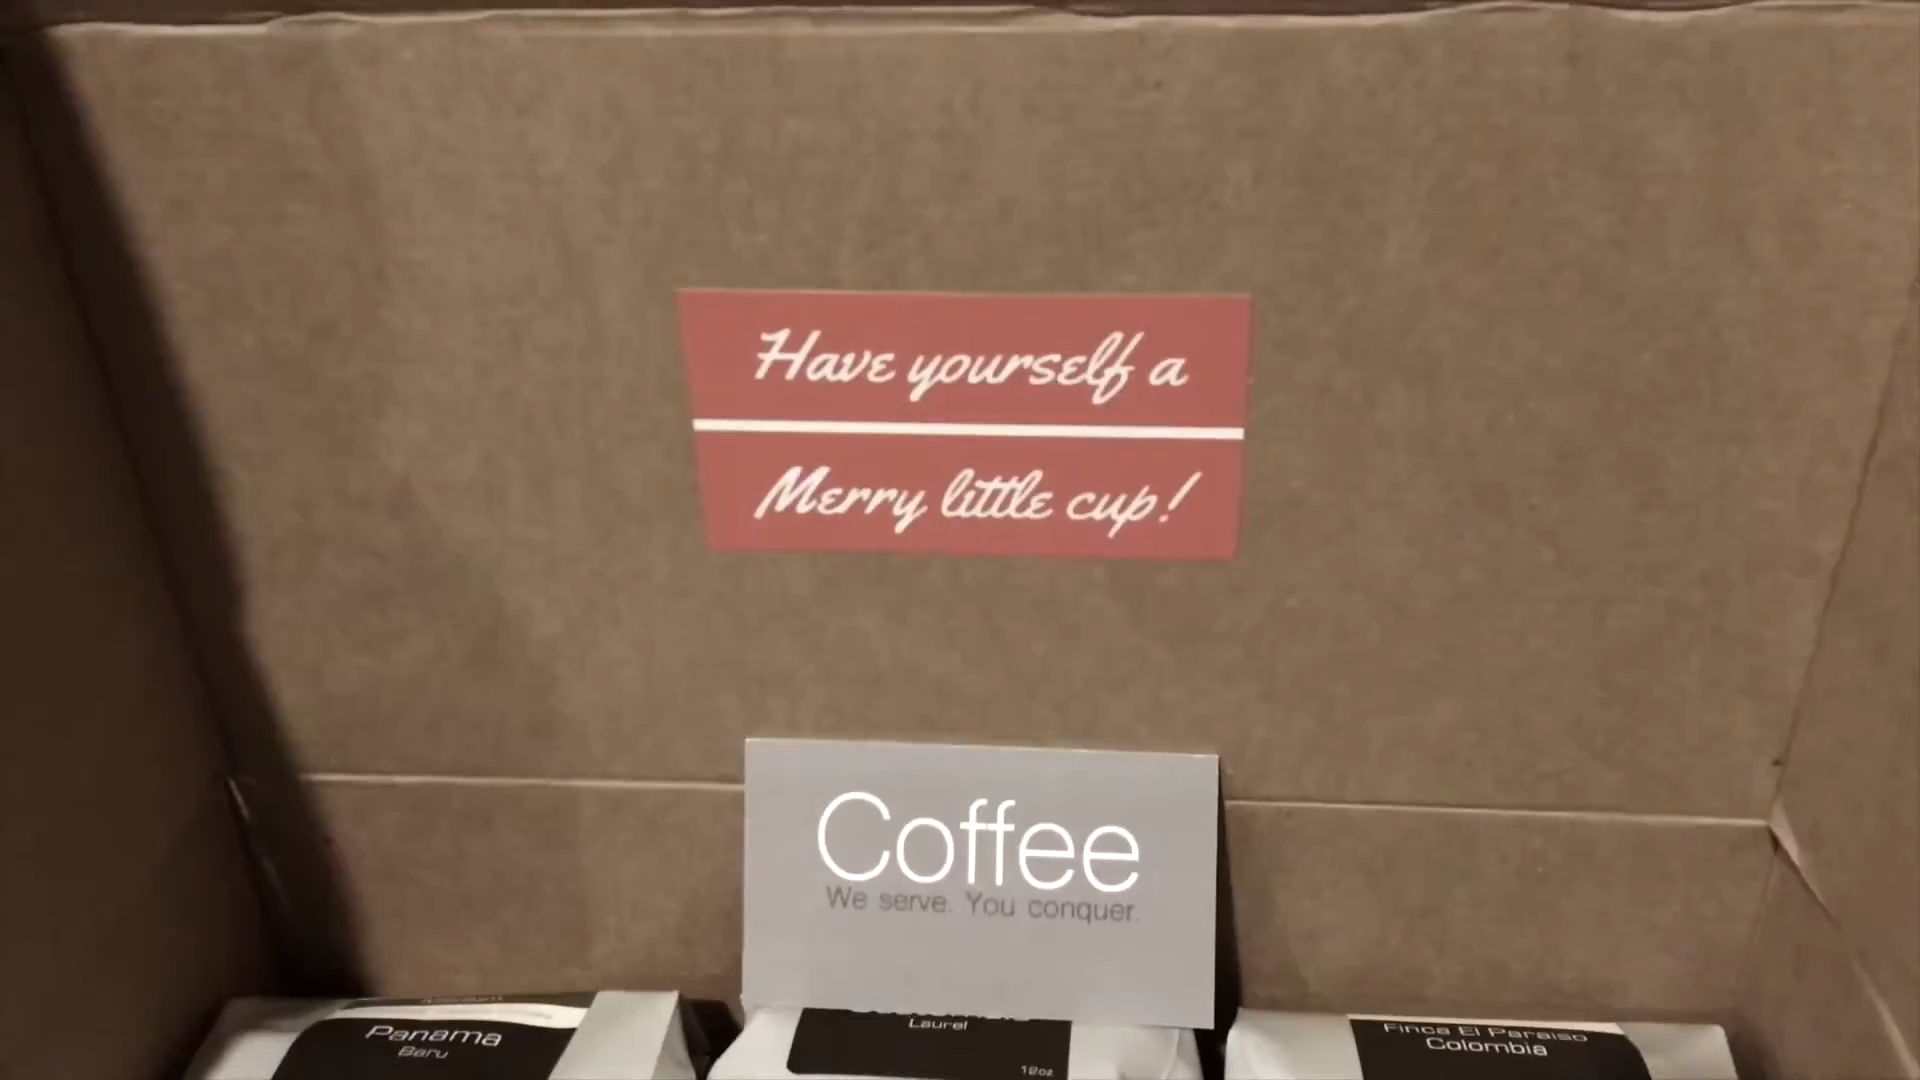 Have yourself a
Merry little cup!
Coffee
We serve. You conquer.
Panama
Baru
Laurel
12oz
Finca El Paraiso
Colombia